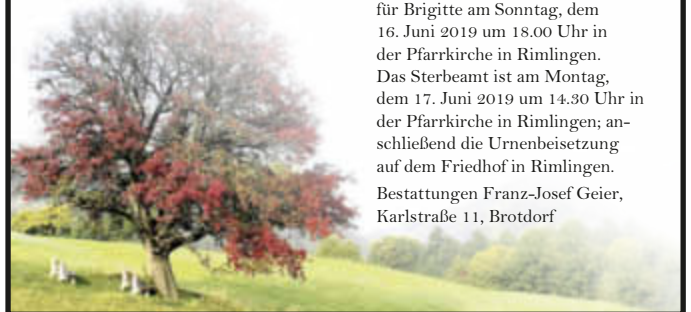 für Brigitte am Sonntag, dem
16. Juni 2019 um 18.00 Uhr in
der Pfarrkirche in Rimlingen.
Das Sterbeamt ist am Montag,
dem 17. Juni 2019 um 14.30 Uhr in
der Pfarrkirche in Rimlingen; an-
schließend die Urnenbeisetzung
auf dem Friedhof in Rimlingen.
Bestattungen Franz-Josef Geier,
Karlstraße 11, Brotdorf